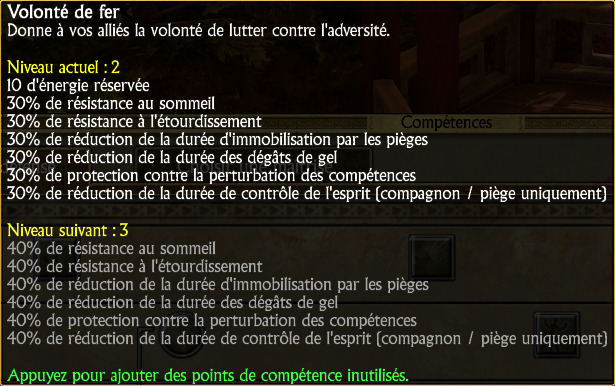 Volonté de fer
Donne à vos alliés la volonté de lutter contre l'adversité.
Niveau actuel : 2
10 d'énergie réservée
30% de résistance au sommeil
30% de résistance à l'étourdissement
Compétences
30% de réduction de la durée d'immobilisation par les pièges
30% de réduction de la durée des dégâts de gel
30% de protection contre la perturbation des compétences
30% de réduction de la durée de contrôle de l'esprit (compagnon / piège uniquement)
Niveau suivant : 3
40% de résistance au sommeil
40% de résistance à l'étourdissement
40% de réduction de la durée d'immobilisation par les pièges
40% de réduction de la durée des dégâts de gel
40% de protection contre la perturbation des compétences
40% de réduction de la durée de contrôle de l'esprit (compagnon / piège uniquement)
Appuyez pour ajouter des points de compétence inutilisés.